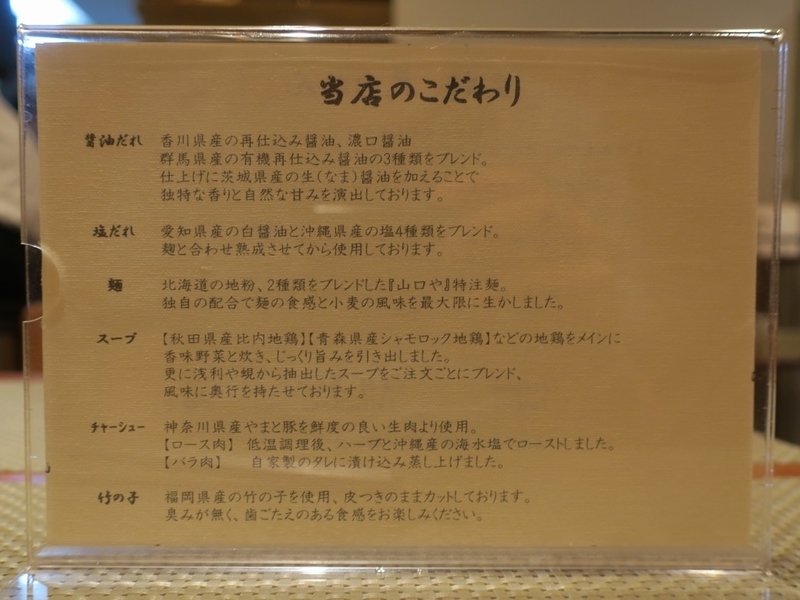 当店のこだわり
醤油だれ 香川県産の再仕込み醤油、濃口醤油
群馬県産の有機再仕込み醤油の3種類をブレンド。
仕上げに茨城県産の生(なま)醤油を加えることで
独特な香りと自然な甘みを演出しております。
塩だれ 愛知県産の白醤油と沖縄県産の塩4種類をブレンド。
麹と合わせ熟成させてから使用しております。
麺 北海道の地粉、2種類をブレンドした『山口や』特注麺。
独自の配合で麺の食感と小麦の風味を最大限に生かしました。
スープ 【秋田県産比内地鶏】【青森県産シャモロック地鶏】などの地鶏をメインに
香味野菜と炊き、じっくり旨みを引き出しました。
更に浅利や蜆から抽出したスープをご注文ごとにブレンド、
風味に奥行を持たせております。
チャーシュー 神奈川県産やまと豚を鮮度の良い生肉より使用。
【ロース肉】 低温調理後、ハーブと沖縄産の海水塩でローストしました。
【バラ肉】 自家製のタレに漬け込み蒸し上げました。
竹の子 福岡県産の竹の子を使用、皮つきのままカットしております。
臭みが無く、歯ごたえのある食感をお楽しみください。